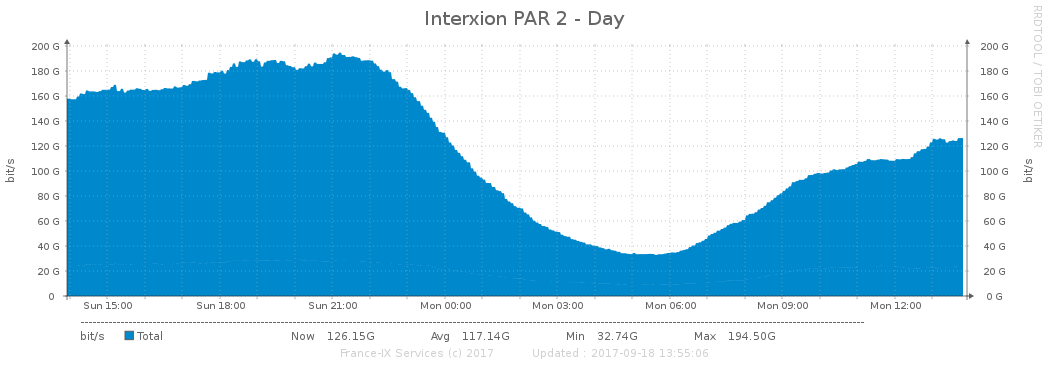 Interxion PAR 2 - Day
RRDTOOL / TOBI OETIKER
bit/s
200 G 200 G
180 G 180 G
160 G 160 G
140 G 140 G
120 G 120 G
100 G 100 G
80 G 80 G
60 G 60 G
40 G 40 G
20 G 20 G
0 0 G
bit/s
Sun 15:00 Sun 18:00 Sun 21:00 Mon 00:00 Mon 03:00 Mon 06:00 Mon 09:00 Mon 12:00
bit/s Total Now 126.15G Avg 117.14G Min 32.74G Max 194.50G
France-IX Services (c) 2017 Updated : 2017-09-18 13:55:06